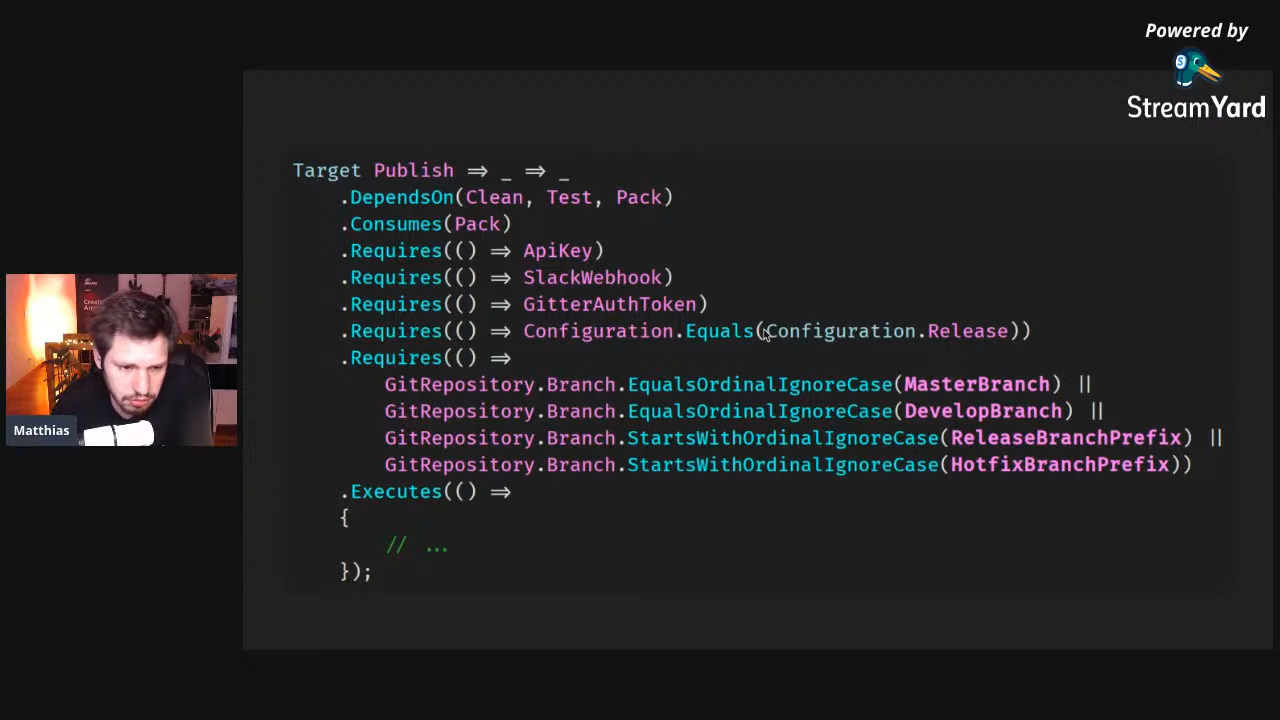 Powered by
StreamYard
Target Publish ⇒ _ ⇒ _
.DependsOn(Clean, Test, Pack)
.Consumes(Pack)
.Requires(() ⇒ ApiKey)
.Requires(() ⇒ SlackWebhook)
.Requires(() ⇒ GitterAuthToken)
.Requires(() ⇒ Configuration.Equals(Configuration.Release))
.Requires(() ⇒
GitRepository.Branch.EqualsOrdinalIgnoreCase(MasterBranch) ||
GitRepository.Branch.EqualsOrdinalIgnoreCase(DevelopBranch) ||
GitRepository.Branch.StartsWithOrdinalIgnoreCase(ReleaseBranchPrefix) ||
GitRepository.Branch.StartsWithOrdinalIgnoreCase(HotfixBranchPrefix))
.Executes(() ⇒
{
// ...
});
Matthias